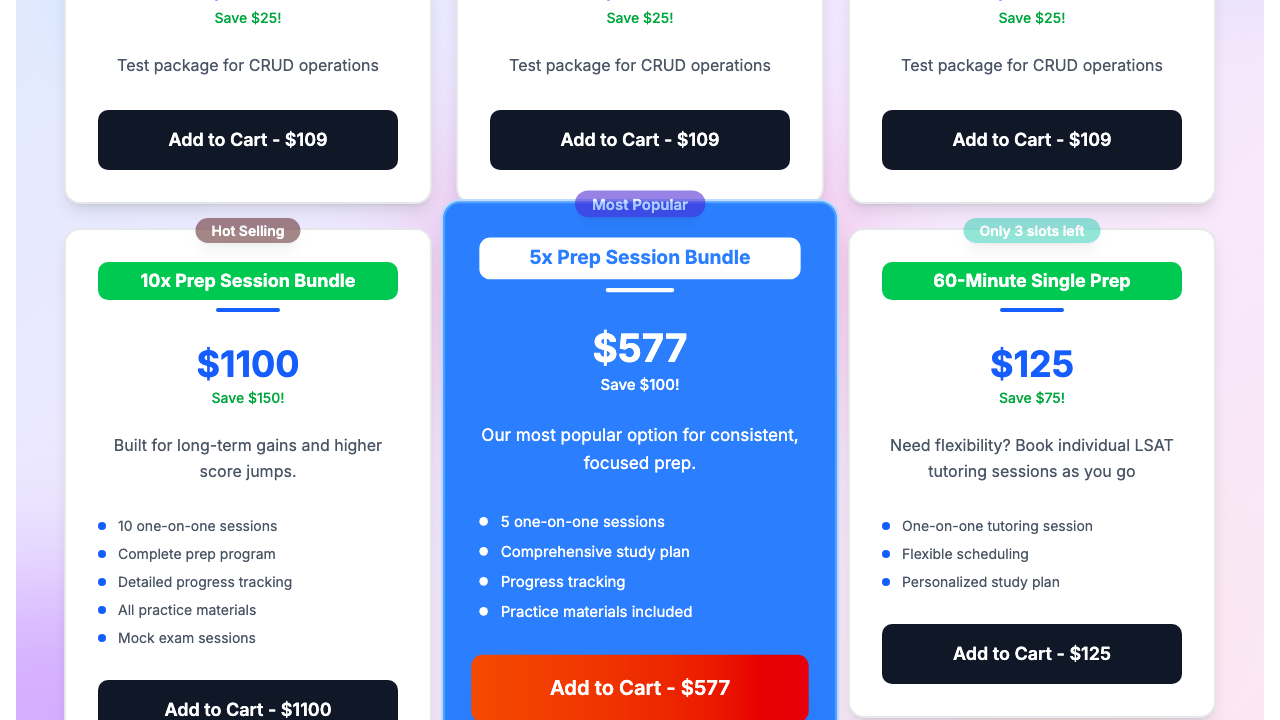 Save $25!
Test package for CRUD operations
Add to Cart - $109
Save $25!
Test package for CRUD operations
Add to Cart - $109
Save $25!
Test package for CRUD operations
Add to Cart - $109
Hot Selling
10x Prep Session Bundle
$1100
Save $150!
Built for long-term gains and higher
score jumps.
10 one-on-one sessions
Complete prep program
Detailed progress tracking
All practice materials
Mock exam sessions
Add to Cart - $1100
Most Popular
5x Prep Session Bundle
$577
Save $100!
Our most popular option for consistent,
focused prep.
5 one-on-one sessions
Comprehensive study plan
Progress tracking
Practice materials included
Add to Cart - $577
Only 3 slots left
60-Minute Single Prep
$125
Save $75!
Need flexibility? Book individual LSAT
tutoring sessions as you go
One-on-one tutoring session
Flexible scheduling
Personalized study plan
Add to Cart - $125